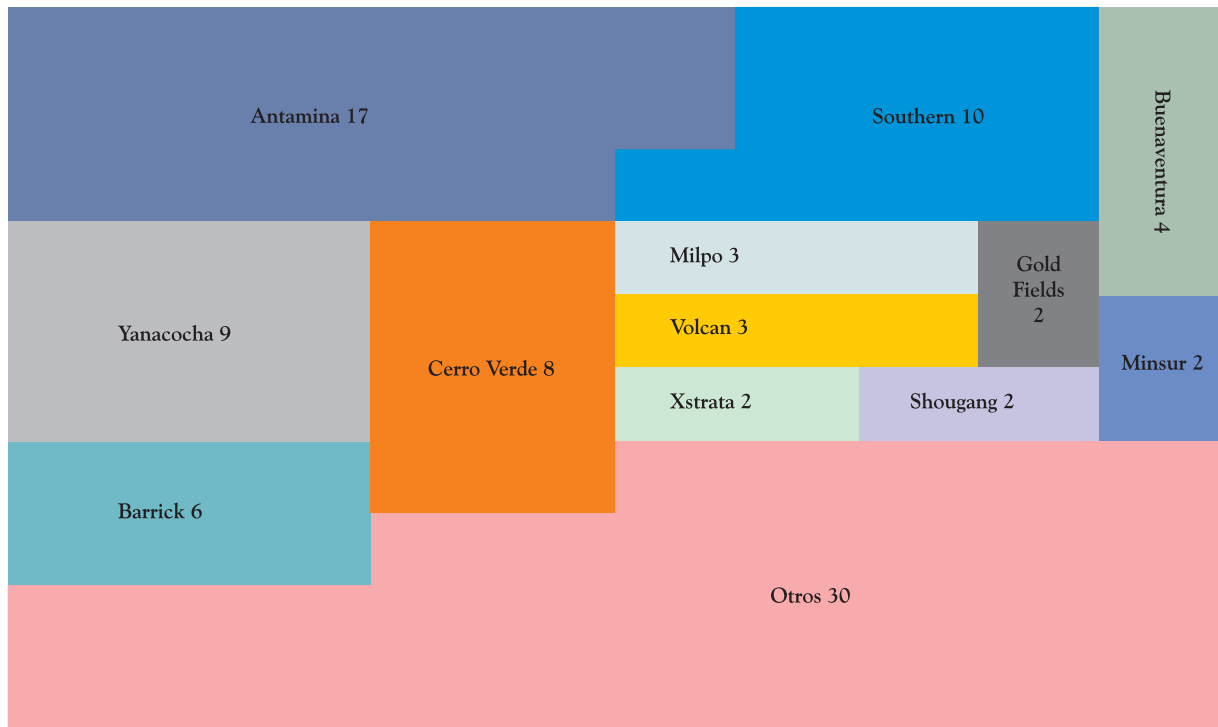 Antamina 17
Southern 10
Buenaventura 4
Milpo 3
Gold
Fields
2
Yanacocha 9
Volcan 3
Cerro Verde 8
Minsur 2
Xstrata 2
Shougang 2
Barrick 6
Otros 30